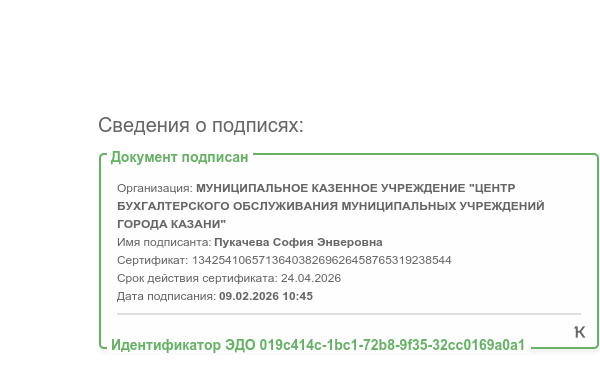 Сведения о подписях:
Документ подписан
Организация: МУНИЦИПАЛЬНОЕ КАЗЕННОЕ УЧРЕЖДЕНИЕ "ЦЕНТР
БУХГАЛТЕРСКОГО ОБСЛУЖИВАНИЯ МУНИЦИПАЛЬНЫХ УЧРЕЖДЕНИЙ
ГОРОДА КАЗАНИ"
Имя подписанта: Пукачева София Энверовна
Сертификат: 134254106571364038269626458765319238544
Срок действия сертификата: 24.04.2026
Дата подписания: 09.02.2026 10:45
К
Идентификатор ЭДО 019c414c-1bc1-72b8-9f35-32cc0169a0a1